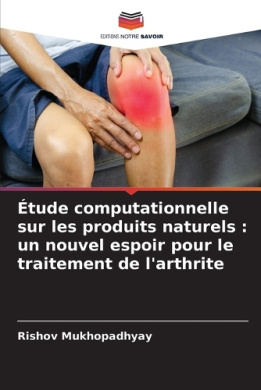 EDITIONS NOTRE SAVOIR
Étude computationnelle
sur les produits naturels :
un nouvel espoir pour le
traitement de l'arthrite
Rishov Mukhopadhyay